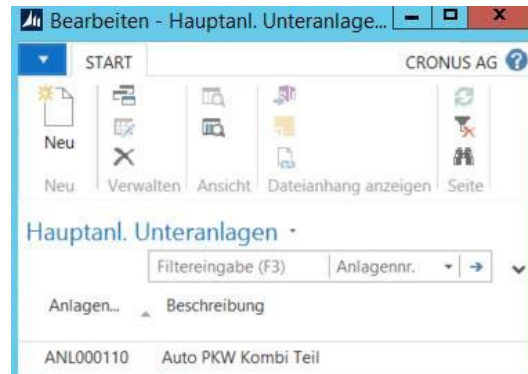 Bearbeiten - Hauptanl. Unteranlage...
START
CRONUS AG
Neu
Neu
Verwalten
Ansicht
Dateianhang anzeigen
Seite
Hauptanl. Unteranlagen
Filtereingabe (F3)
Anlagennr.
Anlagen...
Beschreibung
ANL000110
Auto PKW Kombi Teil